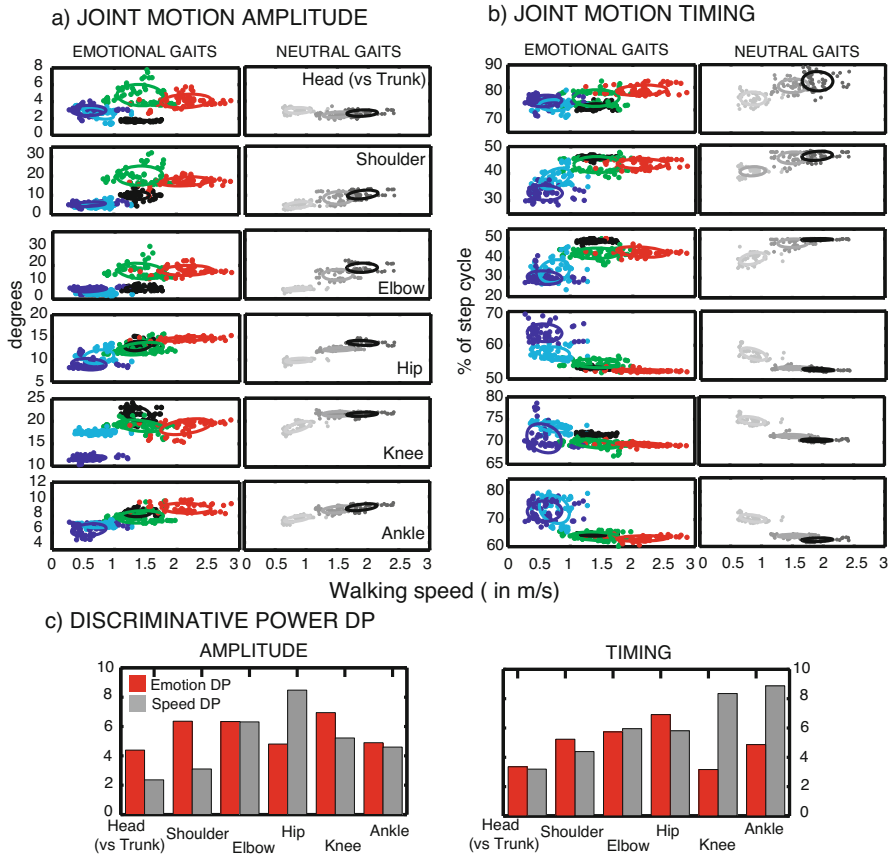 a) JOINT MOTION AMPLITUDE
EMOTIONAL GAITS NEUTRAL GAITS
8
6
4
2
0
Head (vs Trunk)
30
20
10
0
Shoulder
30
20
10
0
Elbow
degrees
20
15
10
5
Hip
25
20
15
10
Knee
12
10
8
6
4
Ankle
0 0.5 1 1.5 2 2.5 3 0 0.5 1 1.5 2 2.5 3
b) JOINT MOTION TIMING
EMOTIONAL GAITS NEUTRAL GAITS
90
80
70
50
40
30
50
40
30
20
% of step cycle
70
60
50
80
75
70
65
80
70
60
0 0.5 1 1.5 2 2.5 3 0 0.5 1 1.5 2 2.5 3
Walking speed ( in m/s)
c) DISCRIMINATIVE POWER DP
AMPLITUDE
10
8
6
4
2
0
Emotion DP
Speed DP
Head (vs Trunk) Shoulder Elbow Hip Knee Ankle
TIMING
10
8
6
4
2
0
Head (vs Trunk) Shoulder Elbow Hip Knee Ankle